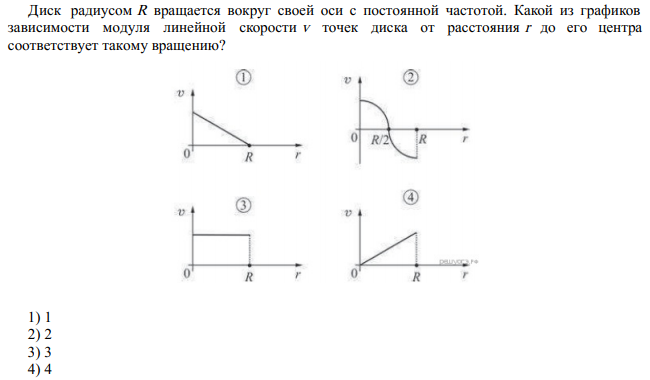 Диск радиусом R вращается вокруг своей оси с постоянной частотой. Какой из графиков
зависимости модуля линейной скорости v точек диска от расстояния r до его центра
соответствует такому вращению?
1
v
0
R
r
2
v
0
R/2
R
r
3
v
0
R
r
4
v
0
R
r
1) 1
2) 2
3) 3
4) 4